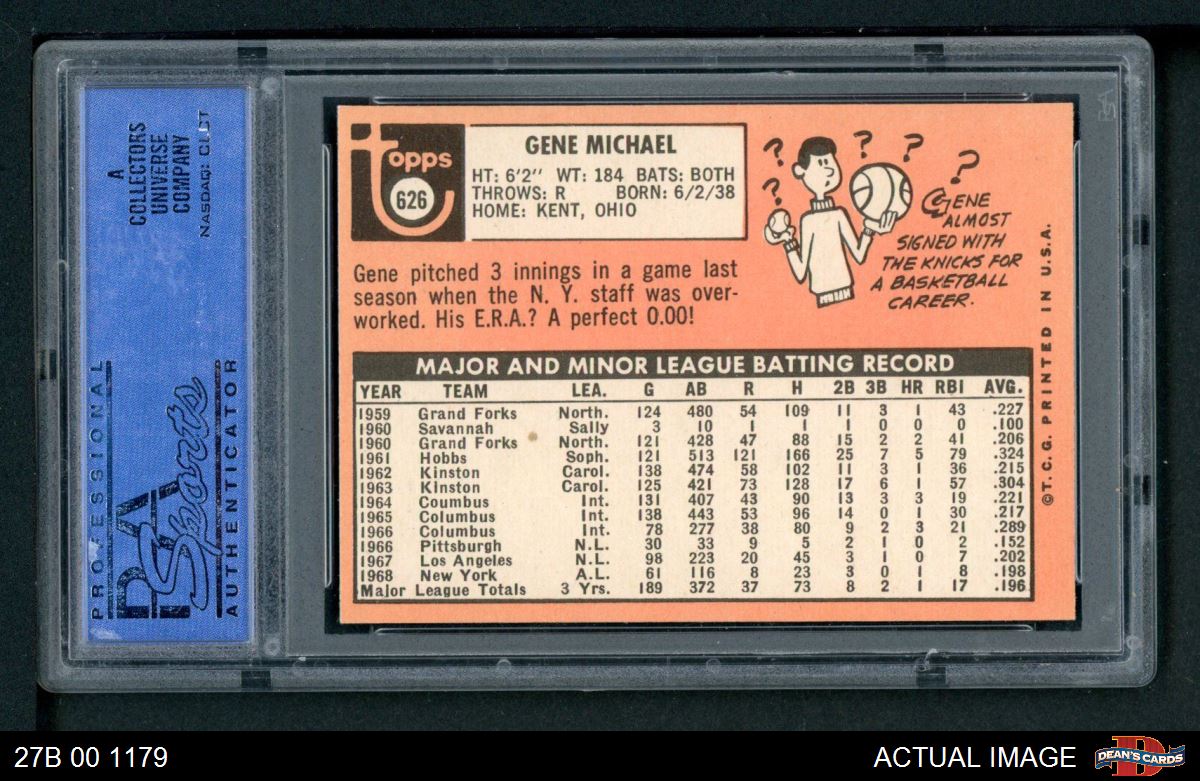 A
COLLECTORS
UNIVERSE
COMPANY
NASDAQ: CLCT
PROFESSIONAL
PSA
Sports
AUTHENTICATOR
Topps
626
GENE MICHAEL
HT: 6'2" WT: 184 BATS: BOTH
THROWS: R BORN: 6/2/38
HOME: KENT, OHIO
Gene pitched 3 innings in a game last
season when the N. Y. staff was over-
worked. His E.R.A.? A perfect 0.00!
? ? ? ? ?
GENE
ALMOST
SIGNED WITH
THE KNICKS FOR
A BASKETBALL
CAREER.
MAJOR AND MINOR LEAGUE BATTING RECORD
YEAR TEAM LEA. G AB R H 2B 3B HR RBI AVG.
1959 Grand Forks North. 124 480 54 109 11 3 1 43 .227
1960 Savannah Sally 3 10 1 1 1 0 0 0 .100
1960 Grand Forks North. 121 428 47 88 15 2 2 41 .206
1961 Hobbs Soph. 121 513 121 166 25 7 5 79 .324
1962 Kinston Carol. 138 474 58 102 11 3 1 36 .215
1963 Kinston Carol. 125 421 73 128 17 6 1 57 .304
1964 Coumbus Int. 131 407 43 90 13 3 3 19 .221
1965 Columbus Int. 138 443 53 96 14 0 1 30 .217
1966 Columbus Int. 78 277 38 80 9 2 3 21 .289
1966 Pittsburgh N.L. 30 33 9 5 2 1 0 2 .152
1967 Los Angeles N.L. 98 223 20 45 3 1 0 7 .202
1968 New York A.L. 61 116 8 23 3 0 1 8 .198
Major League Totals 3 Yrs. 189 372 37 73 8 2 1 17 .196
©T.C.G. PRINTED IN U.S.A.
27B 00 1179
ACTUAL IMAGE
D
DEAN'S CARDS